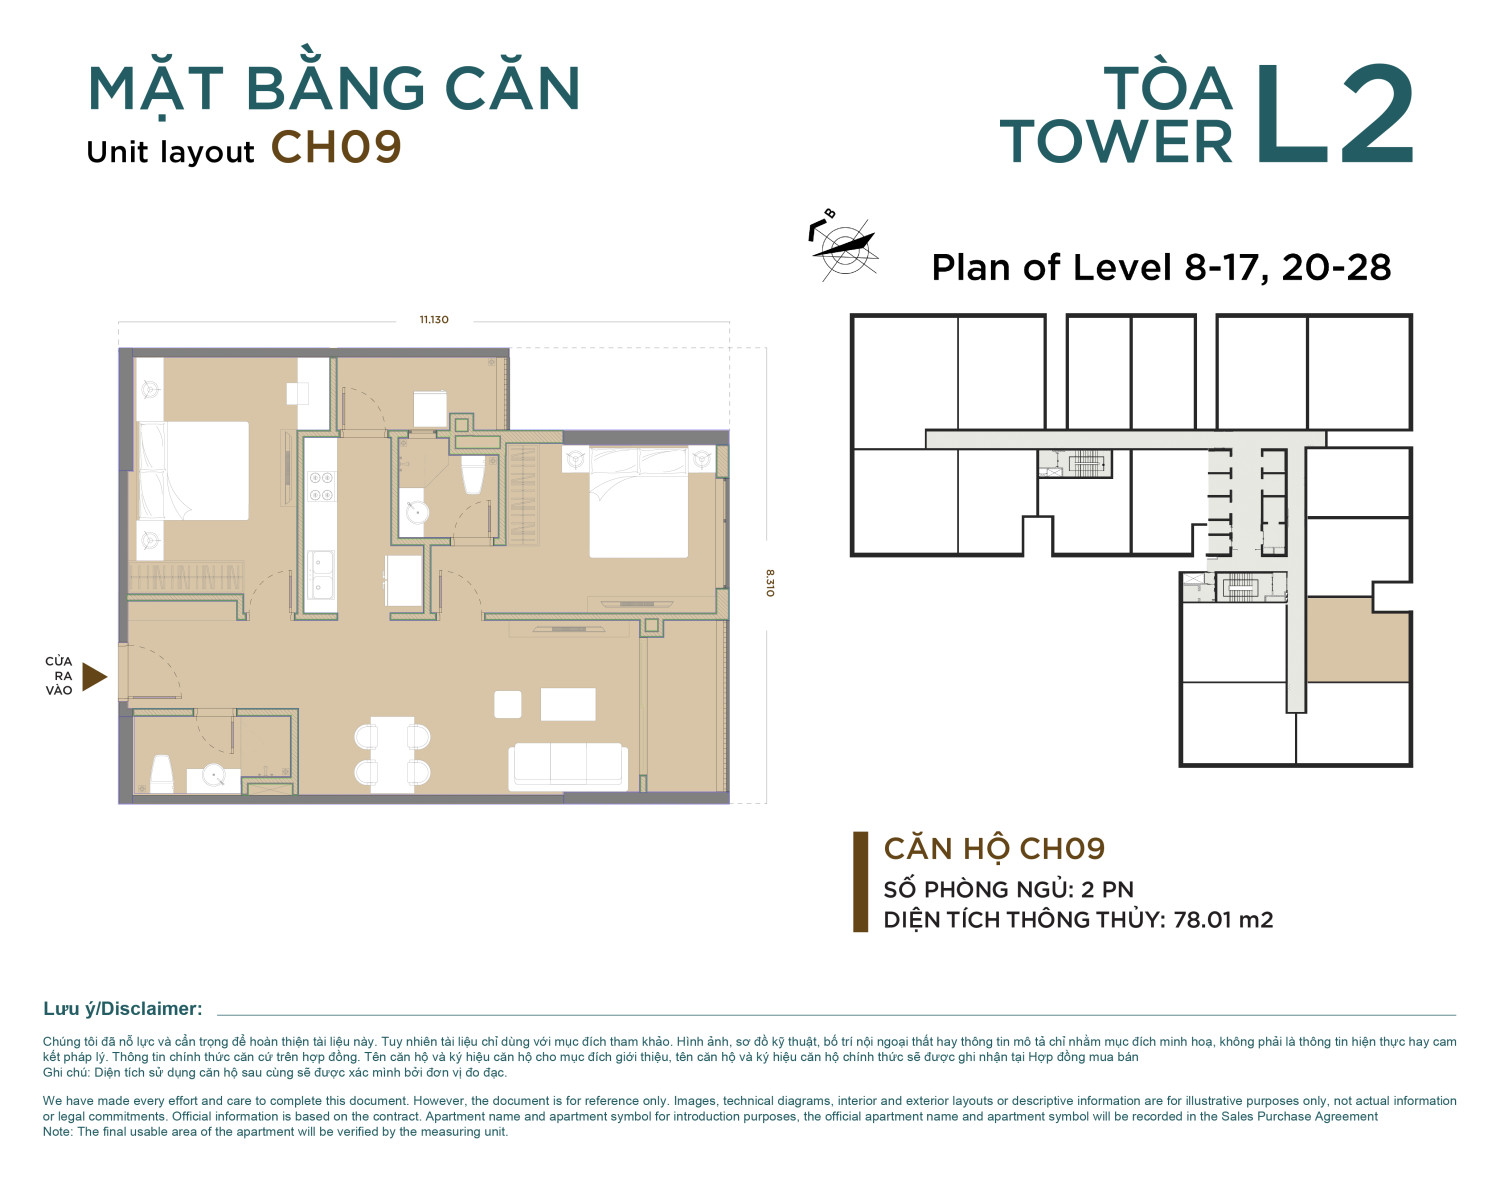 MẶT BẰNG CĂN
Unit layout CH09
TÒA
TOWER
L2
B
Plan of Level 8-17, 20-28
11.130
8.310
CỬA
RA
VÀO
CĂN HỘ CH09
SỐ PHÒNG NGỦ: 2 PN
DIỆN TÍCH THÔNG THỦY: 78.01 m2
Lưu ý/Disclaimer:
Chúng tôi đã nỗ lực và cẩn trọng để hoàn thiện tài liệu này. Tuy nhiên tài liệu chỉ dùng với mục đích tham khảo. Hình ảnh, sơ đồ kỹ thuật, bố trí nội ngoại thất hay thông tin mô tả chỉ nhằm mục đích minh hoạ, không phải là thông tin hiện thực hay cam
kết pháp lý. Thông tin chính thức căn cứ trên hợp đồng. Tên căn hộ và ký hiệu căn hộ cho mục đích giới thiệu, tên căn hộ và ký hiệu căn hộ chính thức sẽ được ghi nhận tại Hợp đồng mua bán
Ghi chú: Diện tích sử dụng căn hộ sau cùng sẽ được xác minh bởi đơn vị đo đạc.
We have made every effort and care to complete this document. However, the document is for reference only. Images, technical diagrams, interior and exterior layouts or descriptive information are for illustrative purposes only, not actual information
or legal commitments. Official information is based on the contract. Apartment name and apartment symbol for introduction purposes, the official apartment name and apartment symbol will be recorded in the Sales Purchase Agreement
Note: The final usable area of the apartment will be verified by the measuring unit.